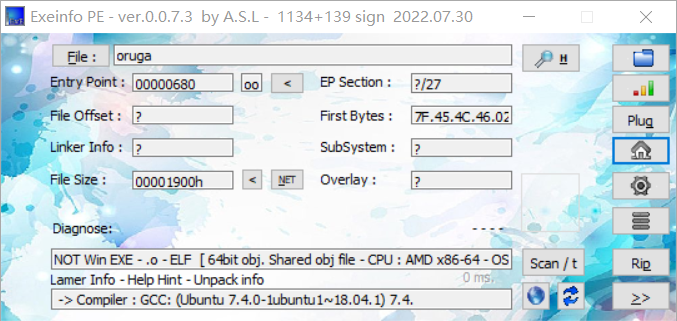 Exeinfo PE - ver.0.0.7.3 by A.S.L - 1134+139 sign 2022.07.30
File : oruga H
Entry Point : 00000680 oo < EP Section : ?/27
File Offset : ? First Bytes : 7F.45.4C.46.02 Plug
Linker Info : ? SubSystem : ?
File Size : 00001900h < NET Overlay : ?
Diagnose: ----
NOT Win EXE - .o - ELF [ 64bit obj. Shared obj file - CPU : AMD x86-64 - OS Scan / t Rip
Lamer Info - Help Hint - Unpack info 0 ms.
-> Compiler : GCC: (Ubuntu 7.4.0-1ubuntu1~18.04.1) 7.4. >>